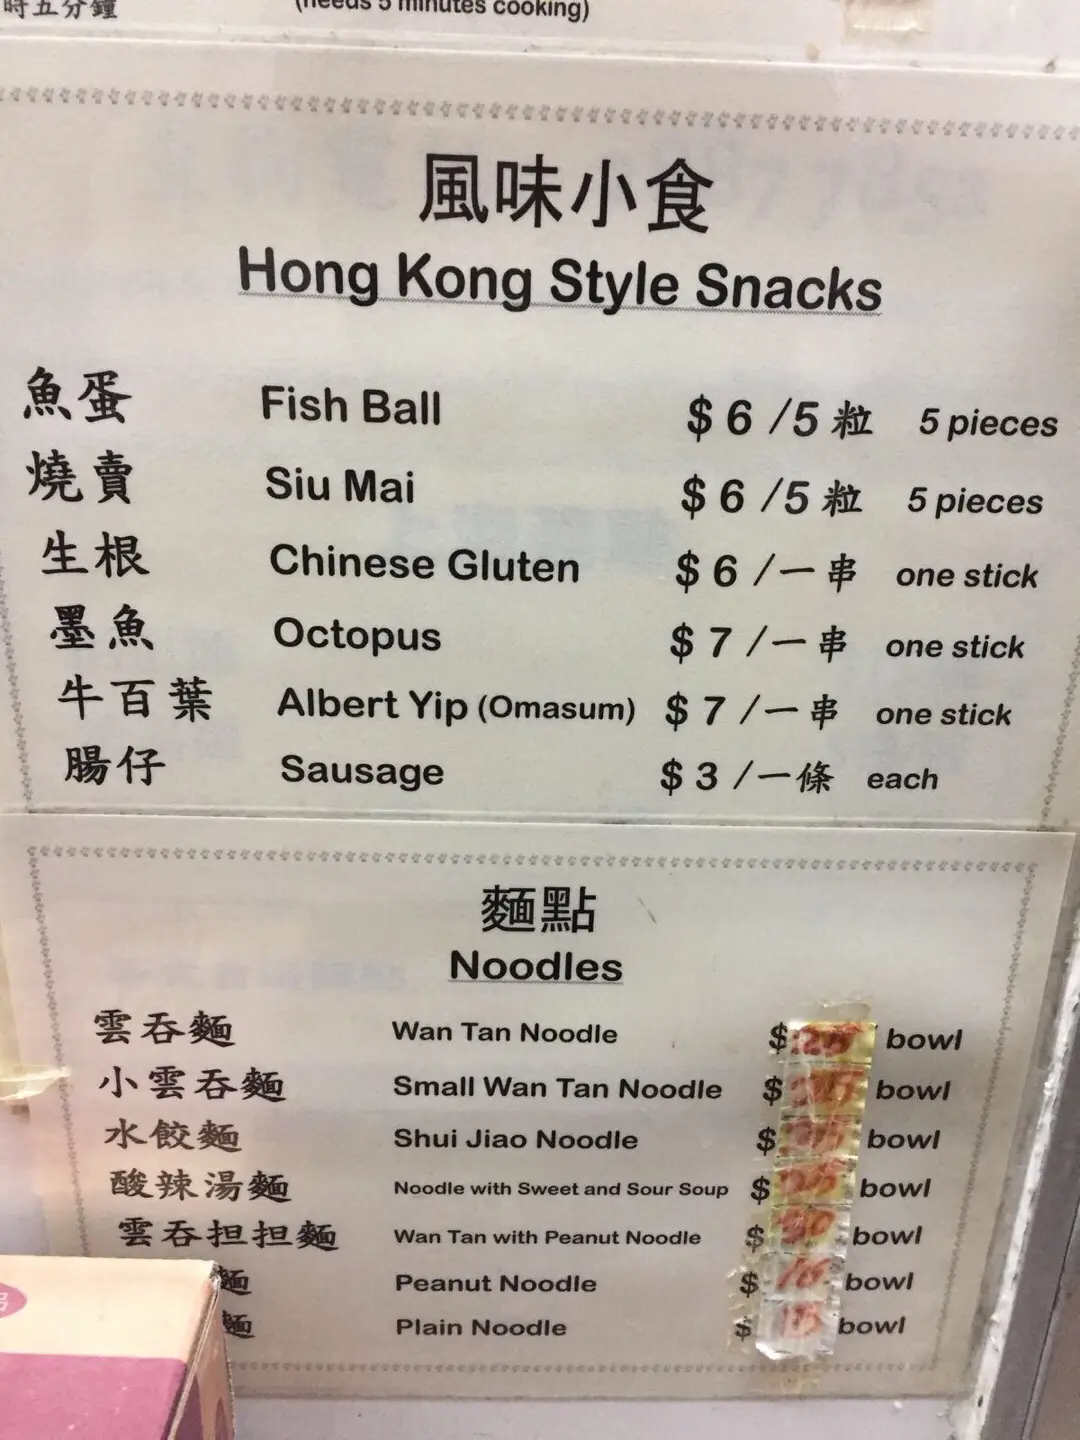 時五分鐘 (needs 5 minutes cooking)
風味小食
Hong Kong Style Snacks
魚蛋 Fish Ball $6/5粒 5 pieces
燒賣 Siu Mai $6/5粒 5 pieces
生根 Chinese Gluten $6/一串 one stick
墨魚 Octopus $7/一串 one stick
牛百葉 Albert Yip (Omasum) $7/一串 one stick
腸仔 Sausage $3/一條 each
麵點
Noodles
雲吞麵 Wan Tan Noodle $ bowl
小雲吞麵 Small Wan Tan Noodle $ bowl
水餃麵 Shui Jiao Noodle $ bowl
酸辣湯麵 Noodle with Sweet and Sour Soup $ bowl
雲吞担担麵 Wan Tan with Peanut Noodle $ bowl
麵 Peanut Noodle $ bowl
麵 Plain Noodle $ bowl